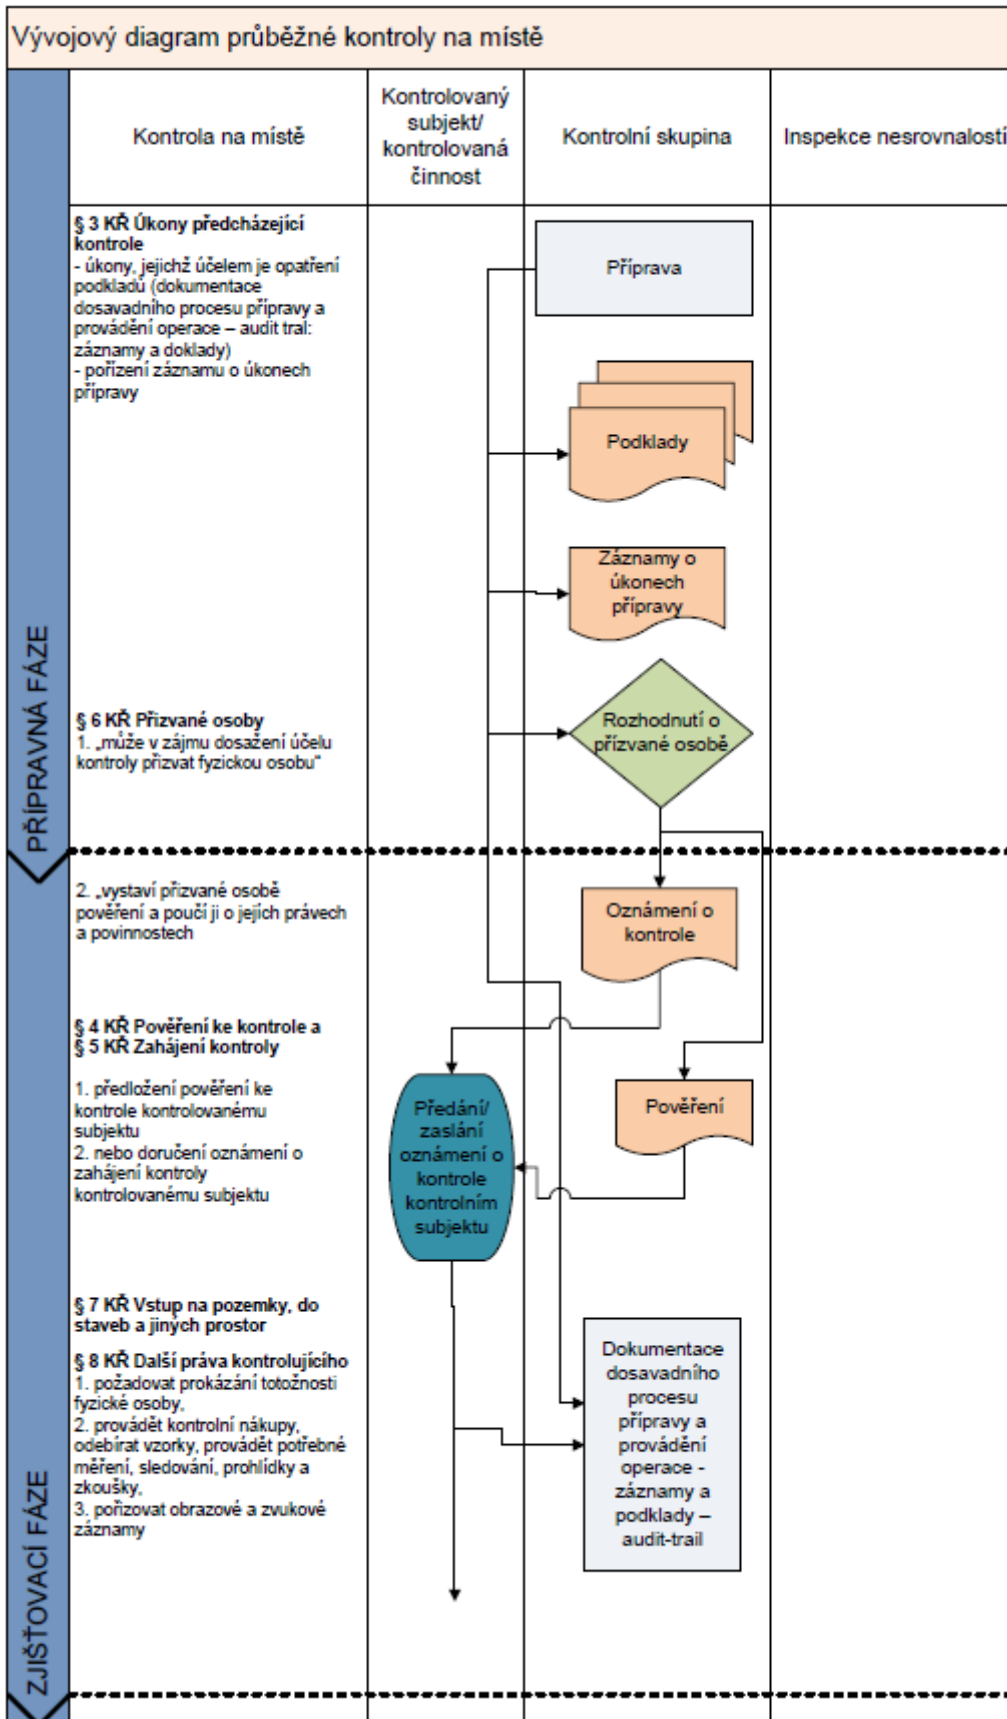 Vývojový diagram průběžné kontroly na místě
Kontrola na místě
Kontrolovaný
subjekt/
kontrolovaná
činnost
Kontrolní skupina
Inspekce nesrovnalostí
PŘÍPRAVNÁ FÁZE
§ 3 KŘ Úkony předcházející
kontrole
- úkony, jejichž účelem je opatření
podkladů (dokumentace
dosavadního procesu přípravy a
provádění operace – audit tral:
záznamy a doklady)
- pořízení záznamu o úkonech
přípravy
Příprava
Podklady
Záznamy o
úkonech
přípravy
§ 6 KŘ Přizvané osoby
1. „může v zájmu dosažení účelu
kontroly přizvat fyzickou osobu“
Rozhodnutí o
přízvané osobě
ZJIŠŤOVACÍ FÁZE
2. „vystaví přizvané osobě
pověření a poučí ji o jejích právech
a povinnostech
Oznámení o
kontrole
§ 4 KŘ Pověření ke kontrole a
§ 5 KŘ Zahájení kontroly
1. předložení pověření ke
kontrole kontrolovanému
subjektu
2. nebo doručení oznámení o
zahájení kontroly
kontrolovanému subjektu
Předání/
zaslání
oznámení o
kontrole
kontrolním
subjektu
Pověření
§ 7 KŘ Vstup na pozemky, do
staveb a jiných prostor
§ 8 KŘ Další práva kontrolujícího
1. požadovat prokázání totožnosti
fyzické osoby,
2. provádět kontrolní nákupy,
odebírat vzorky, provádět potřebné
měření, sledování, prohlídky a
zkoušky,
3. pořizovat obrazové a zvukové
záznamy
Dokumentace
dosavadního
procesu
přípravy a
provádění
operace -
záznamy a
podklady –
audit-trail